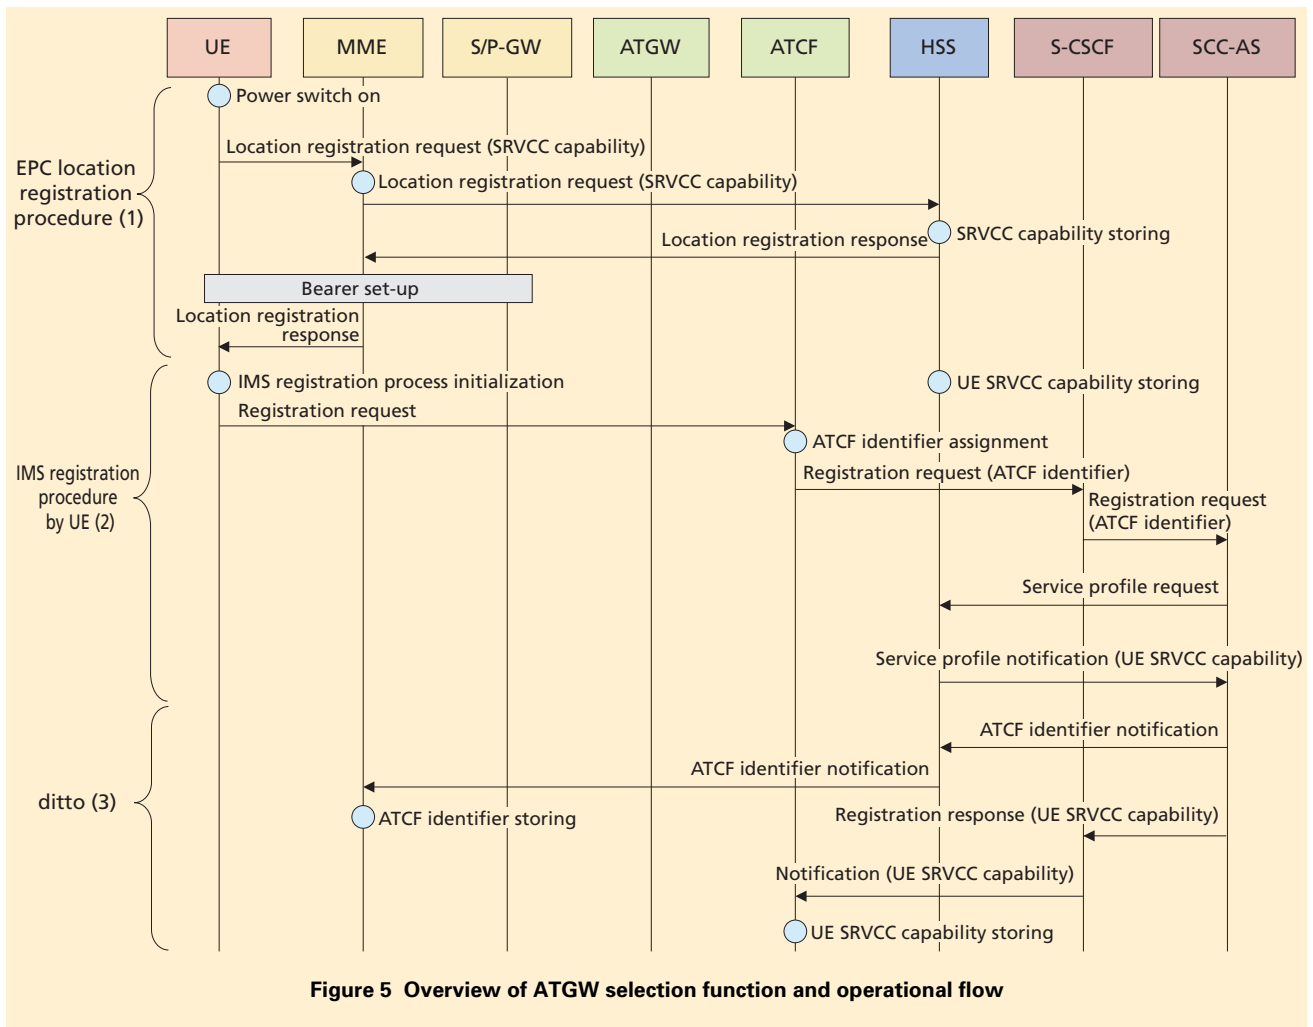 UE
MME
S/P-GW
ATGW
ATCF
HSS
S-CSCF
SCC-AS
Power switch on
Location registration request (SRVCC capability)
EPC location
registration
procedure (1)
Location registration request (SRVCC capability)
SRVCC capability storing
Location registration response
Bearer set-up
Location registration
response
IMS registration process initialization
UE SRVCC capability storing
Registration request
ATCF identifier assignment
IMS registration
procedure
by UE (2)
Registration request (ATCF identifier)
Registration request
(ATCF identifier)
Service profile request
Service profile notification (UE SRVCC capability)
ATCF identifier notification
ATCF identifier notification
ditto (3)
ATCF identifier storing
Registration response (UE SRVCC capability)
Notification (UE SRVCC capability)
UE SRVCC capability storing
Figure 5 Overview of ATGW selection function and operational flow